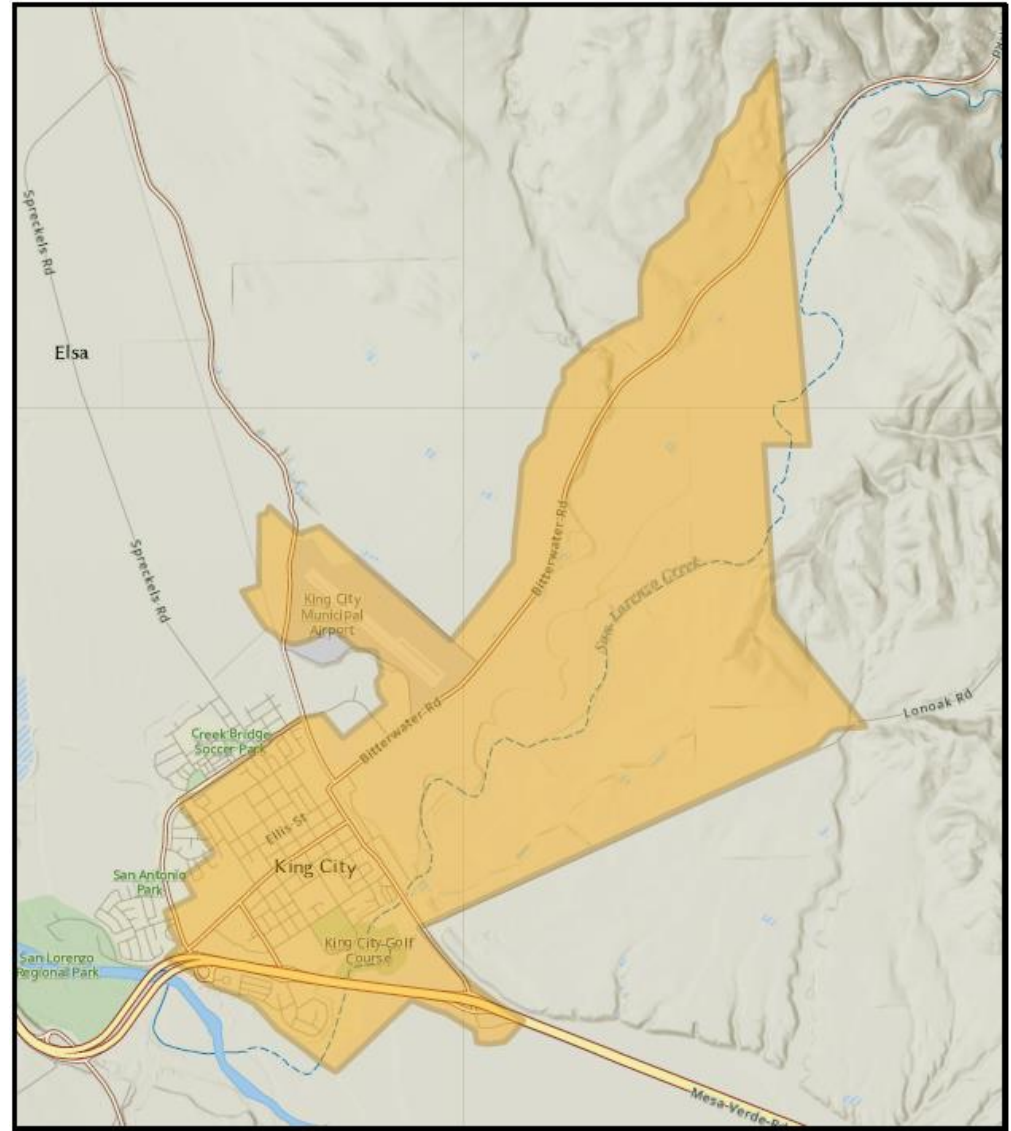 Rd
Spreckels Rd
Elsa
Bitterwater Rd
Spreckels Rd
San Lorenzo Creek
King City
Municipal
Airport
Lonoak Rd
Bitterwater Rd
Creek Bridge
Soccer Park
Ellis St
King City
San Antonio
Park
King City Golf
Course
San Lorenzo
Regional Park
Mesa Verde Rd